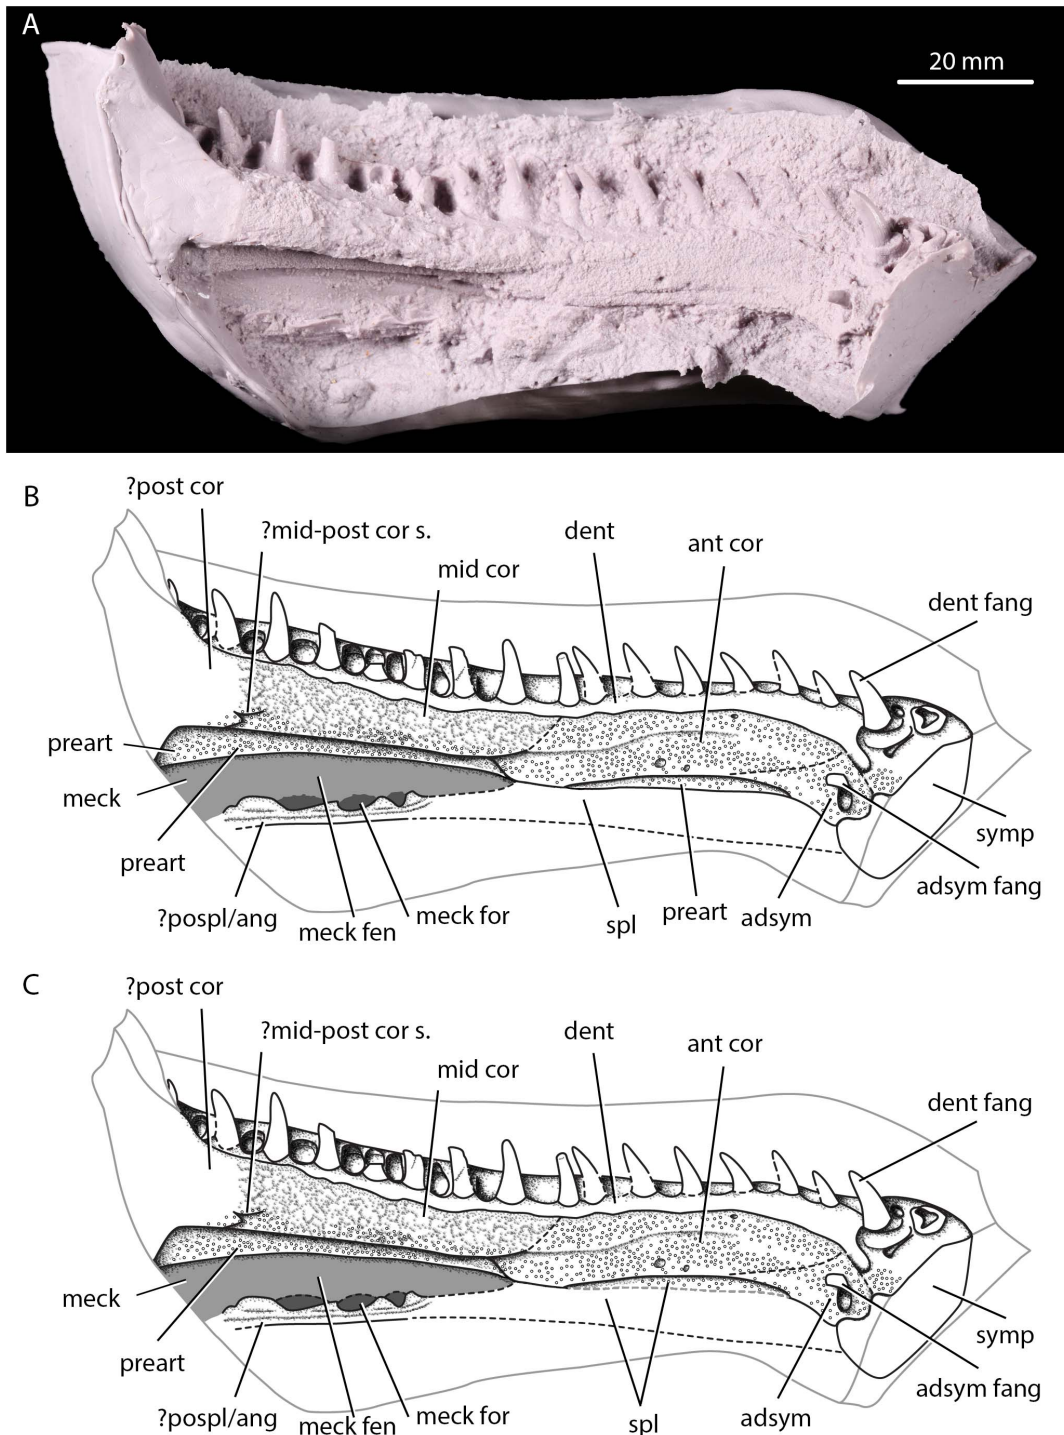 A
20 mm
B
?post cor
?mid-post cor s.
mid cor
dent
ant cor
dent fang
preart
meck
preart
?pospl/ang
meck fen
meck for
spl
preart
adsym
adsym fang
symp
C
?post cor
?mid-post cor s.
mid cor
dent
ant cor
dent fang
meck
preart
?pospl/ang
meck fen
meck for
spl
adsym
adsym fang
symp